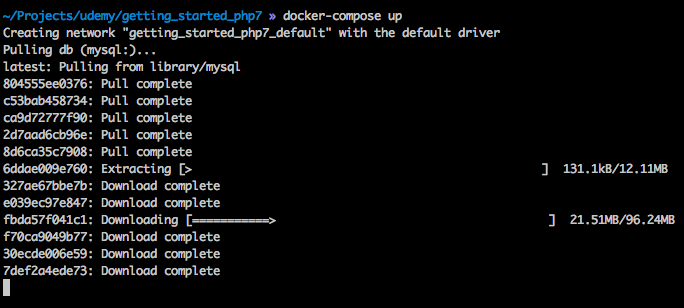 ~/Projects/udemy/getting_started_php7 » docker-compose up
Creating network "getting_started_php7_default" with the default driver
Pulling db (mysql:)...
latest: Pulling from library/mysql
804555ee0376: Pull complete
c53bab458734: Pull complete
ca9d72777f90: Pull complete
2d7aad6cb96e: Pull complete
8d6ca35c7908: Pull complete
6ddae009e760: Extracting [>                                                  ]  131.1kB/12.11MB
327ae67bbe7b: Download complete
e039ec97e847: Download complete
fbda57f041c1: Downloading [===========>                                       ]  21.51MB/96.24MB
f70ca9049b77: Download complete
30ecde006e59: Download complete
7def2a4ede73: Download complete